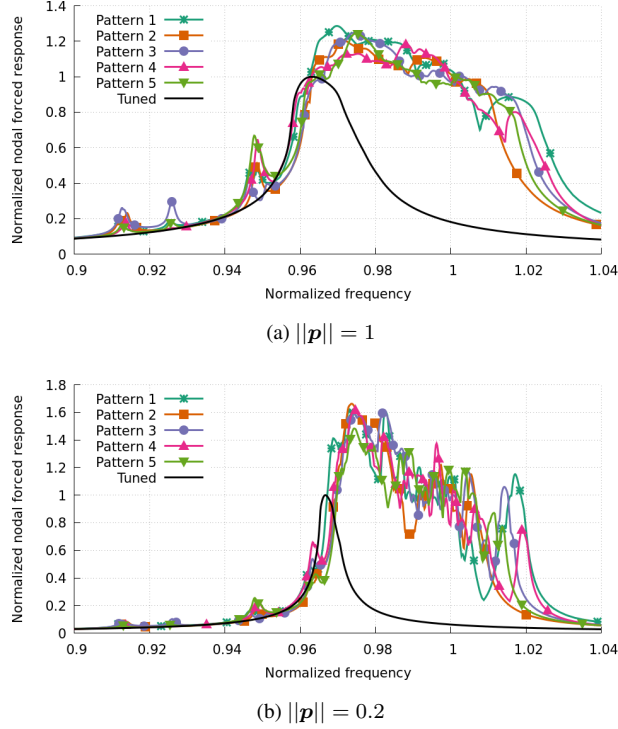 Normalized nodal forced response
1.4
1.2
1
0.8
0.6
0.4
0.2
0
Pattern 1
Pattern 2
Pattern 3
Pattern 4
Pattern 5
Tuned
0.9 0.92 0.94 0.96 0.98 1 1.02 1.04
Normalized frequency
(a) ||p|| = 1
Normalized nodal forced response
1.8
1.6
1.4
1.2
1
0.8
0.6
0.4
0.2
0
Pattern 1
Pattern 2
Pattern 3
Pattern 4
Pattern 5
Tuned
0.9 0.92 0.94 0.96 0.98 1 1.02 1.04
Normalized frequency
(b) ||p|| = 0.2